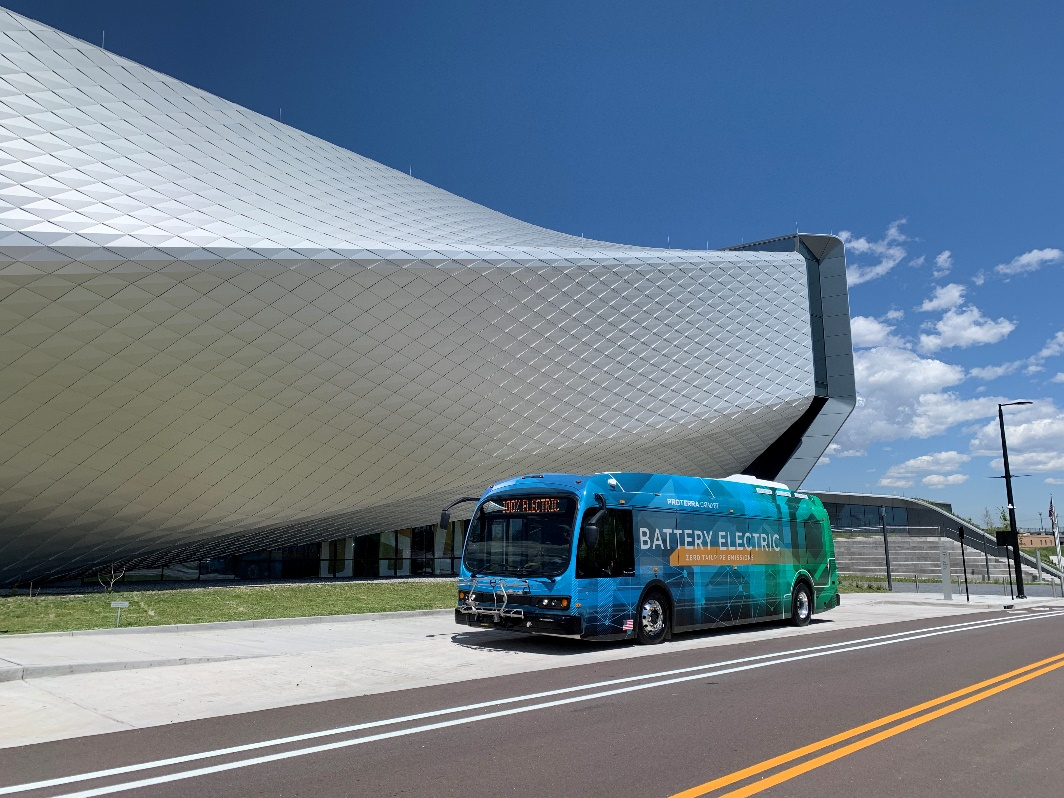 100% ELECTRIC
PROTERRA CATALYST
BATTERY ELECTRIC
ZERO TAILPIPE EMISSIONS